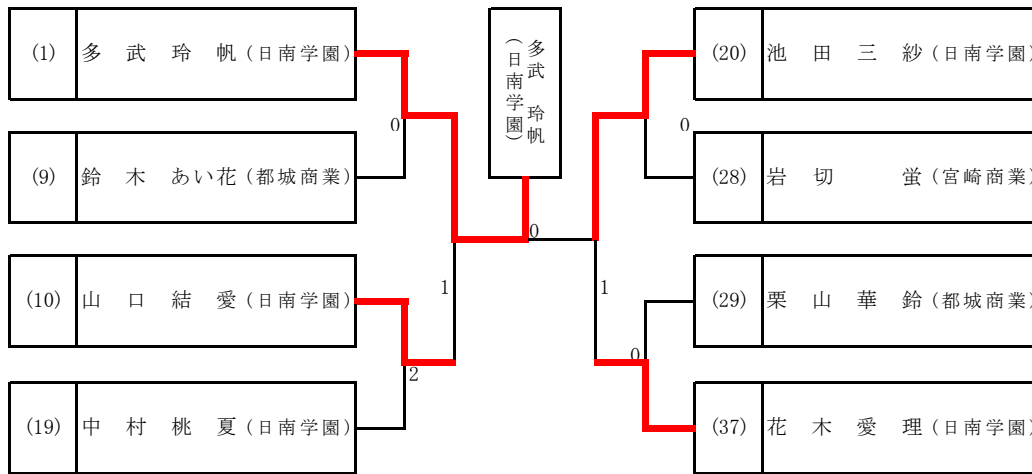 (1) 多武玲帆(日南学園)
0
(9) 鈴木あい花(都城商業)
(10) 山口結愛(日南学園)
2
(19) 中村桃夏(日南学園)
1
多武 玲帆
(日南学園)
0
1
(20) 池田三紗(日南学園)
0
(28) 岩切蛍(宮崎商業)
(29) 栗山華鈴(都城商業)
0
(37) 花木愛理(日南学園)